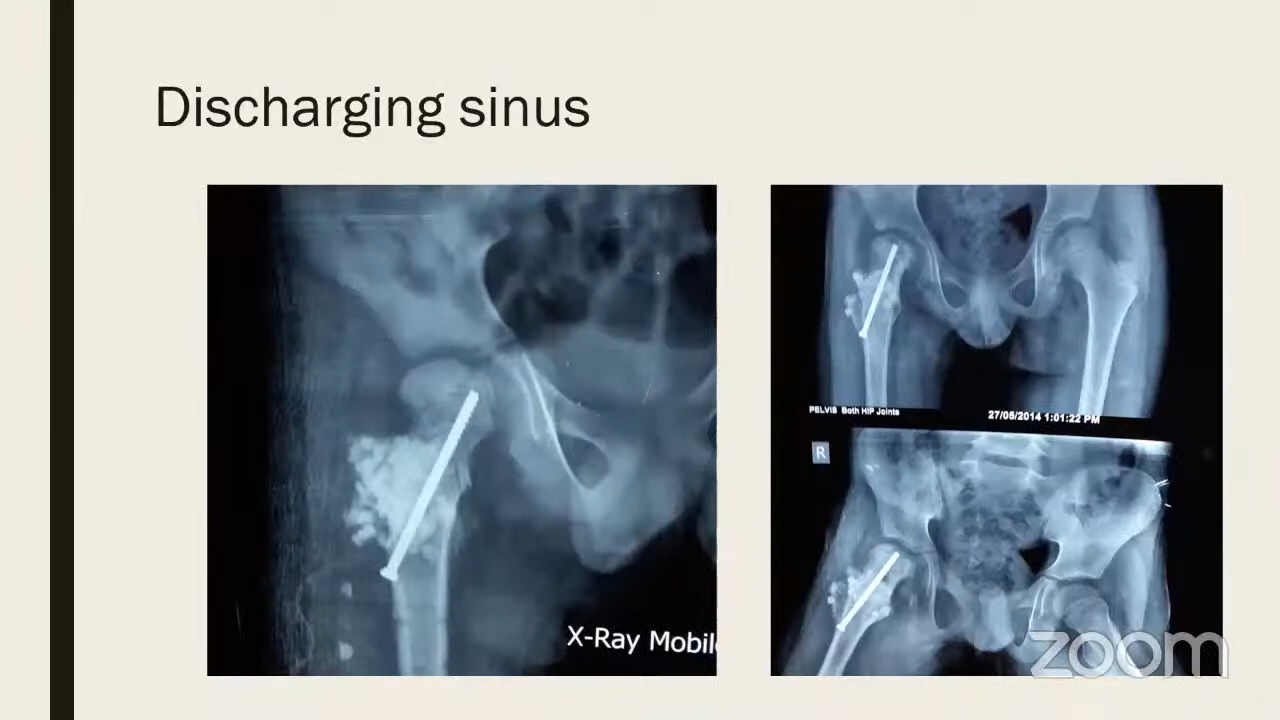 Discharging sinus
X-Ray Mobil
PELVIS Both HIP Joints
27/05/2014 1:01:22 PM
R
zoom